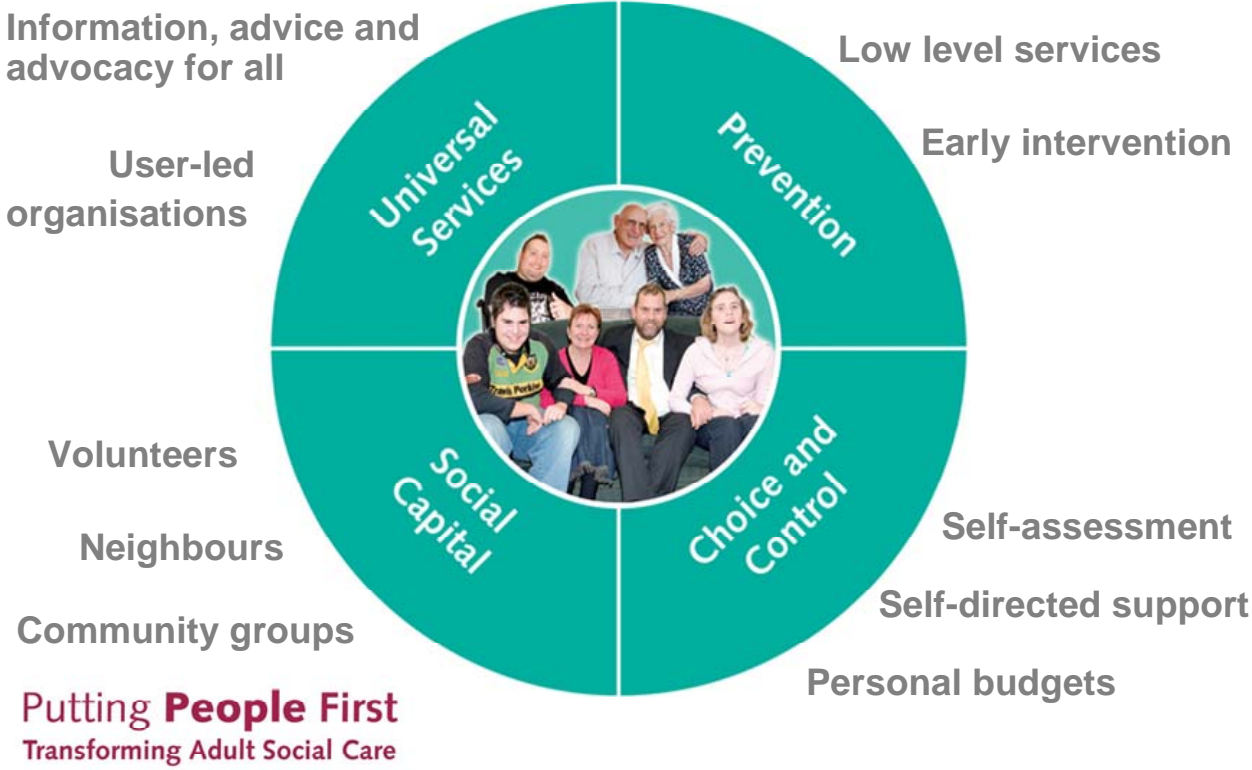 Information, advice and
advocacy for all
User-led
organisations
Universal
Services
Low level services
Early intervention
Prevention
Volunteers
Neighbours
Community groups
Social
Capital
Choice and
Control
Self-assessment
Self-directed support
Personal budgets
Travis Perkins
Putting People First
Transforming Adult Social Care